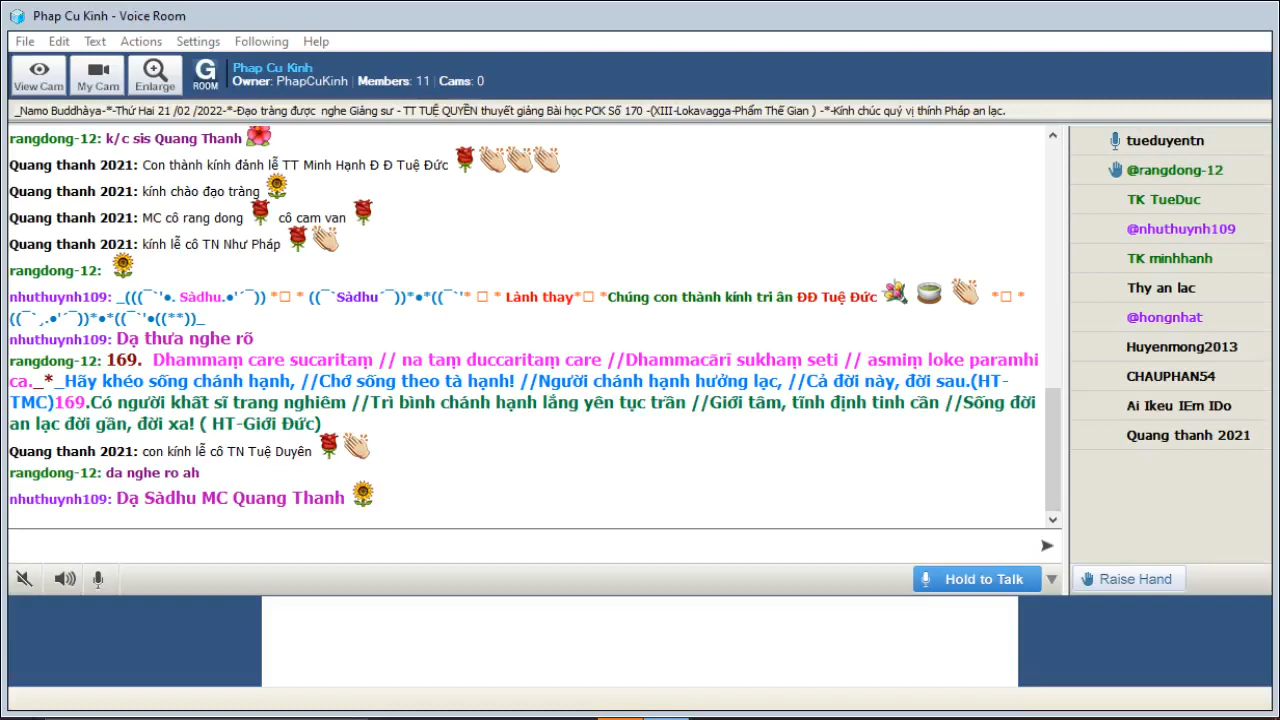 Phap Cu Kinh - Voice Room
File Edit Text Actions Settings Following Help
View Cam My Cam Enlarge G ROOM
Phap Cu Kinh
Owner: PhapCuKinh | Members: 11 | Cams: 0
_Namo Buddhàya-*-Thứ Hai 21 /02 /2022-*-Đạo tràng được nghe Giảng sư - TT TUỆ QUYỀN thuyết giảng Bài học PCK Số 170 -(XIII-Lokavagga-Phẩm Thế Gian ) -*-Kính chúc quý vị thính Pháp an lạc.
rangdong-12: k/c sis Quang Thanh
Quang thanh 2021: Con thành kính đảnh lễ TT Minh Hạnh Đ Đ Tuệ Đức
Quang thanh 2021: kính chào đạo tràng
Quang thanh 2021: MC cô rang dong cô cam van
Quang thanh 2021: kính lễ cô TN Như Pháp
rangdong-12:
nhuthuynh109: _(((¯`'•. Sàdhu.•'´¯)) *□ * ((¯`Sàdhu´¯))*•*((¯`'* □ * Lành thay*□ *Chúng con thành kính tri ân ĐĐ Tuệ Đức *□ *
((¯`¸.•'´¯))*•*((¯`'•((**))_
nhuthuynh109: Dạ thưa nghe rõ
rangdong-12: 169. Dhammaṃ care sucaritaṃ // na taṃ duccaritaṃ care //Dhammacārī sukhaṃ seti // asmiṃ loke paramhi
ca._*_Hãy khéo sống chánh hạnh, //Chớ sống theo tà hạnh! //Người chánh hạnh hưởng lạc, //Cả đời này, đời sau.(HT-
TMC)169.Có người khất sĩ trang nghiêm //Trì bình chánh hạnh lắng yên tục trần //Giới tâm, tĩnh định tinh cần //Sống đời
an lạc đời gần, đời xa! ( HT-Giới Đức)
Quang thanh 2021: con kính lễ cô TN Tuệ Duyên
rangdong-12: da nghe ro ah
nhuthuynh109: Dạ Sàdhu MC Quang Thanh
Hold to Talk
tueduyentn
@rangdong-12
TK TueDuc
@nhuthuynh109
TK minhhanh
Thy an lac
@hongnhat
Huyenmong2013
CHAUPHAN54
Ai Ikeu IEm IDo
Quang thanh 2021
Raise Hand